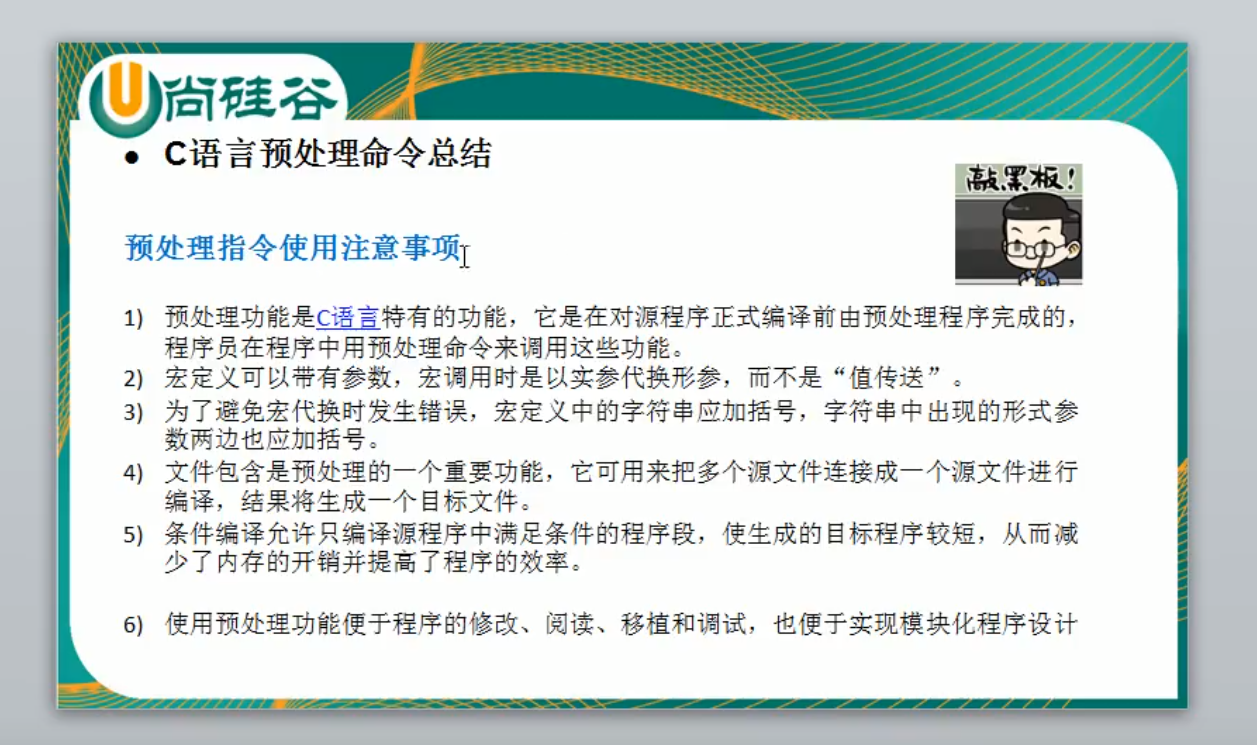 尚硅谷
• C语言预处理命令总结
敲黑板！
预处理指令使用注意事项
1) 预处理功能是C语言特有的功能，它是在对源程序正式编译前由预处理程序完成的，
程序员在程序中用预处理命令来调用这些功能。
2) 宏定义可以带有参数，宏调用时是以实参代换形参，而不是“值传送”。
3) 为了避免宏代换时发生错误，宏定义中的字符串应加括号，字符串中出现的形式参
数两边也应加括号。
4) 文件包含是预处理的一个重要功能，它可用来把多个源文件连接成一个源文件进行
编译，结果将生成一个目标文件。
5) 条件编译允许只编译源程序中满足条件的程序段，使生成的目标程序较短，从而减
少了内存的开销并提高了程序的效率。
6) 使用预处理功能便于程序的修改、阅读、移植和调试，也便于实现模块化程序设计